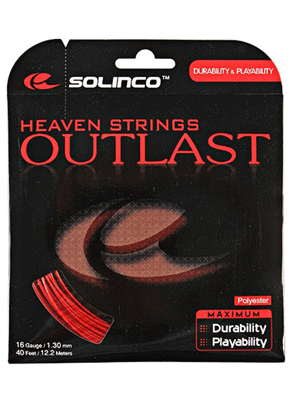 SOLINCO™
DURABILITY & PLAYABILITY
HEAVEN STRINGS
OUTLAST
Polyester
MAXIMUM
Durability
Playability
16 Gauge / 1.30 mm
40 Feet / 12.2 Meters